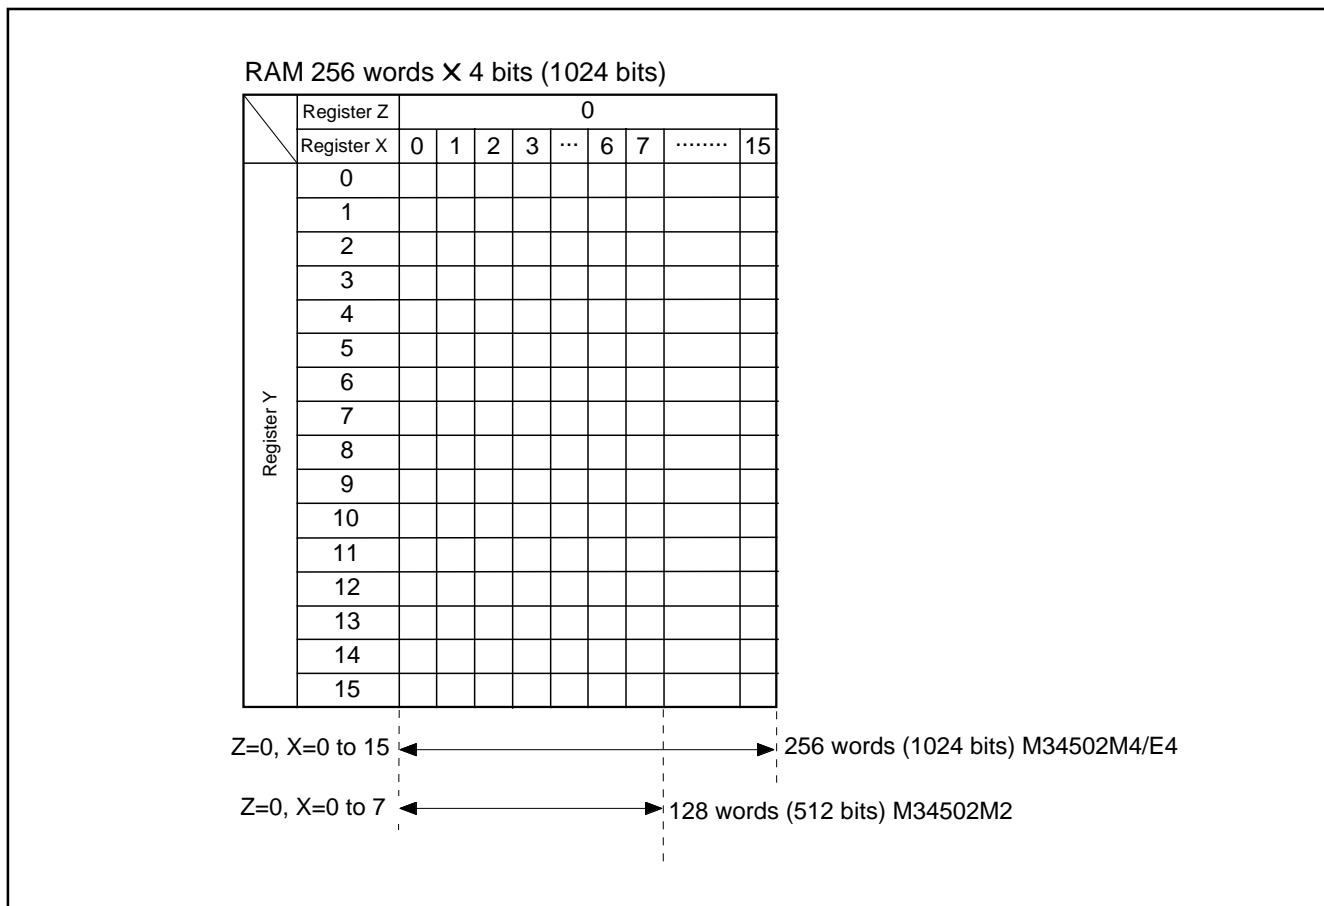 RAM 256 words X 4 bits (1024 bits)
Register Z 0
Register X 0 1 2 3 ... 6 7 ........ 15
Register Y
0
1
2
3
4
5
6
7
8
9
10
11
12
13
14
15
Z=0, X=0 to 15 256 words (1024 bits) M34502M4/E4
Z=0, X=0 to 7 128 words (512 bits) M34502M2